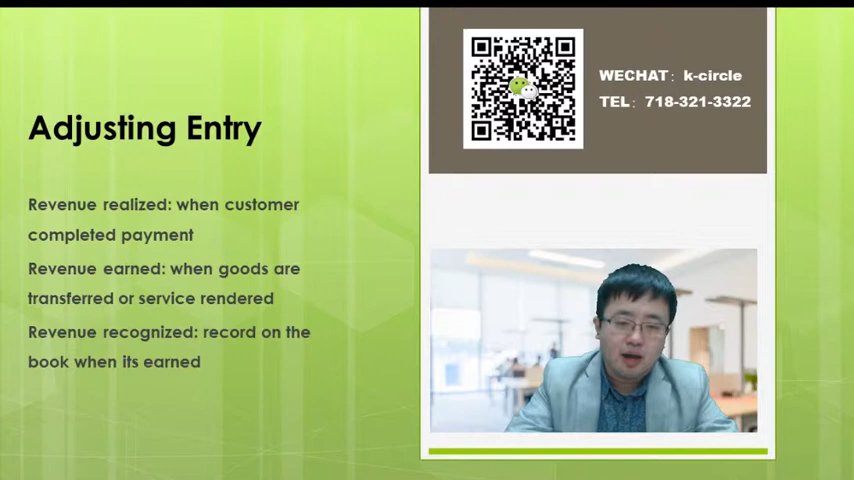 Adjusting Entry
Revenue realized: when customer
completed payment
Revenue earned: when goods are
transferred or service rendered
Revenue recognized: record on the
book when its earned
WECHAT：k-circle
TEL：718-321-3322